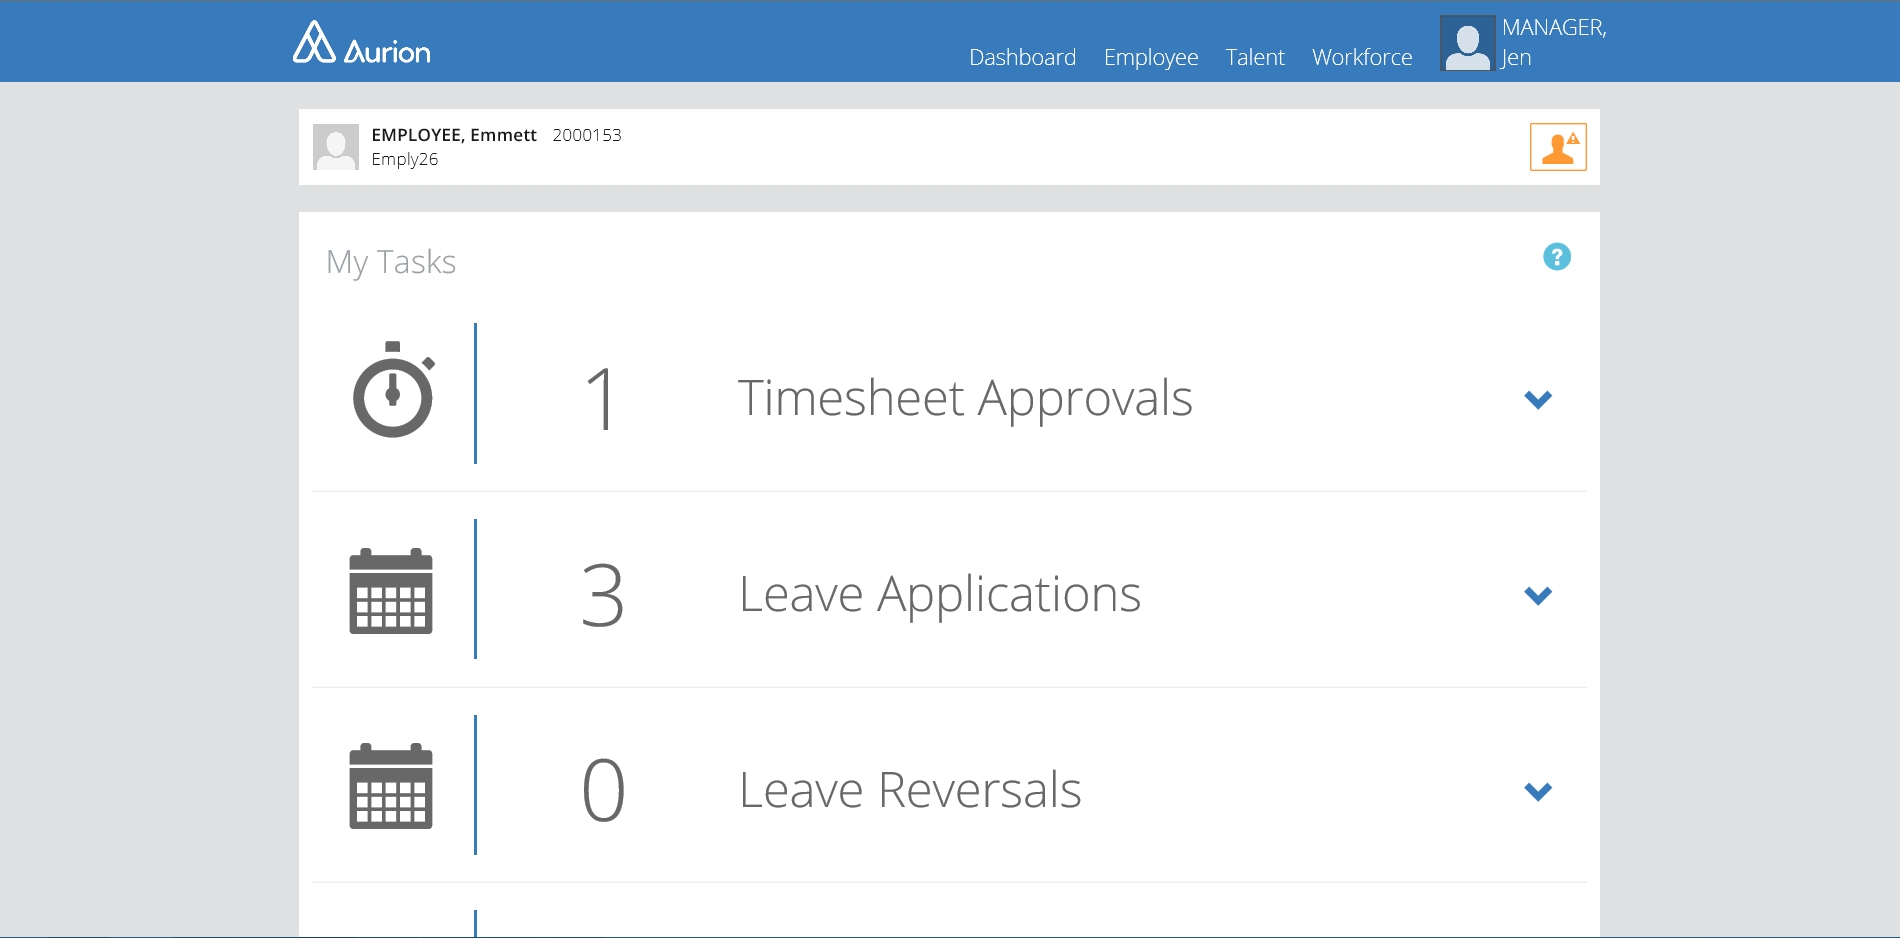 Aurion
Dashboard Employee Talent Workforce
MANAGER,
Jen
EMPLOYEE, Emmett 2000153
Emply26
My Tasks
?
1 Timesheet Approvals
3 Leave Applications
0 Leave Reversals